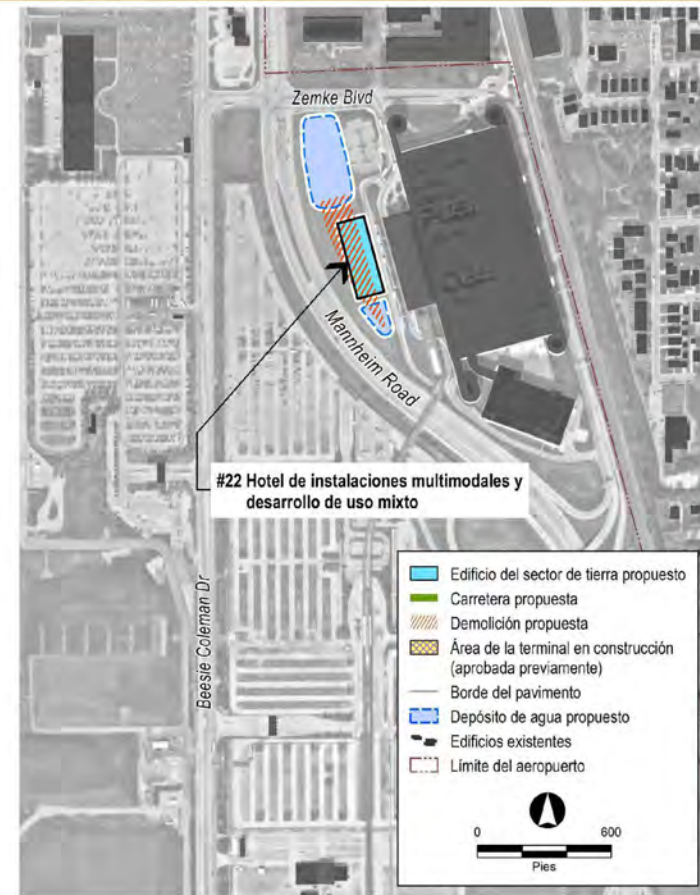 Zemke Blvd
Mannheim Road
#22 Hotel de instalaciones multimodales y
desarrollo de uso mixto
Beesie Coleman Dr
Edificio del sector de tierra propuesto
Carretera propuesta
Demolición propuesta
Área de la terminal en construcción
(aprobada previamente)
Borde del pavimento
Depósito de agua propuesto
Edificios existentes
Límite del aeropuerto
0 600
Pies